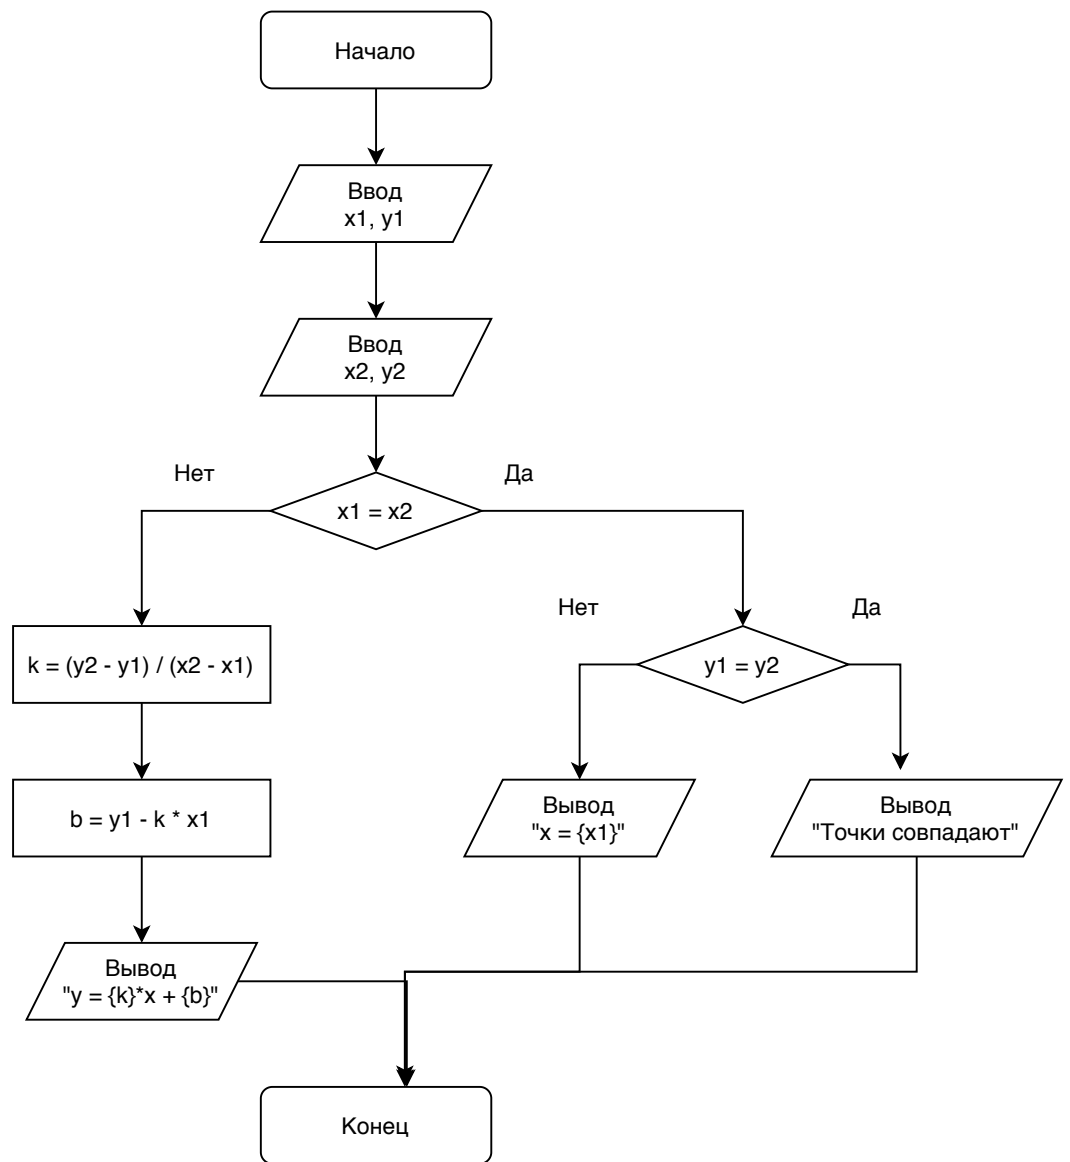 Начало
Ввод
x1, y1
Ввод
x2, y2
Нет
Да
x1 = x2
Нет
Да
k = (y2 - y1) / (x2 - x1)
y1 = y2
b = y1 - k * x1
Вывод
"x = {x1}"
Вывод
"Точки совпадают"
Вывод
"y = {k}*x + {b}"
Конец